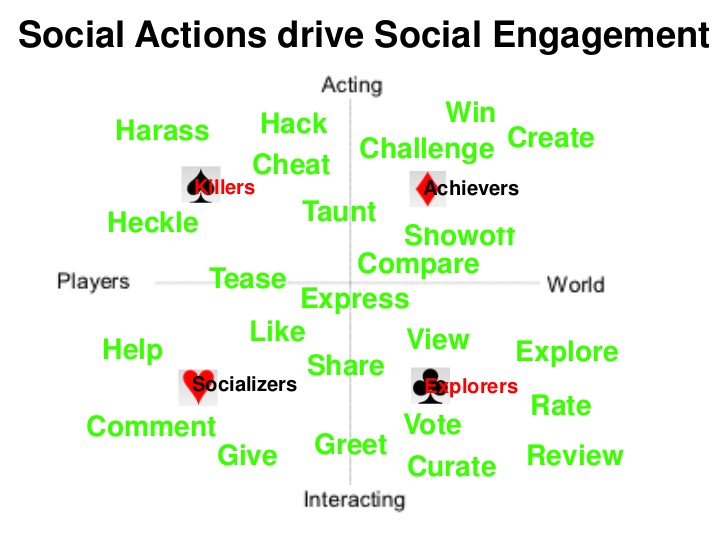 Social Actions drive Social Engagement
Acting
Win
Harass
Hack
Create
Challenge
Cheat
Killers
Achievers
Taunt
Heckle
Showoff
Compare
Players
Tease
World
Express
Like
View
Help
Share
Explore
Socializers
Explorers
Rate
Comment
Vote
Give
Greet
Review
Curate
Interacting